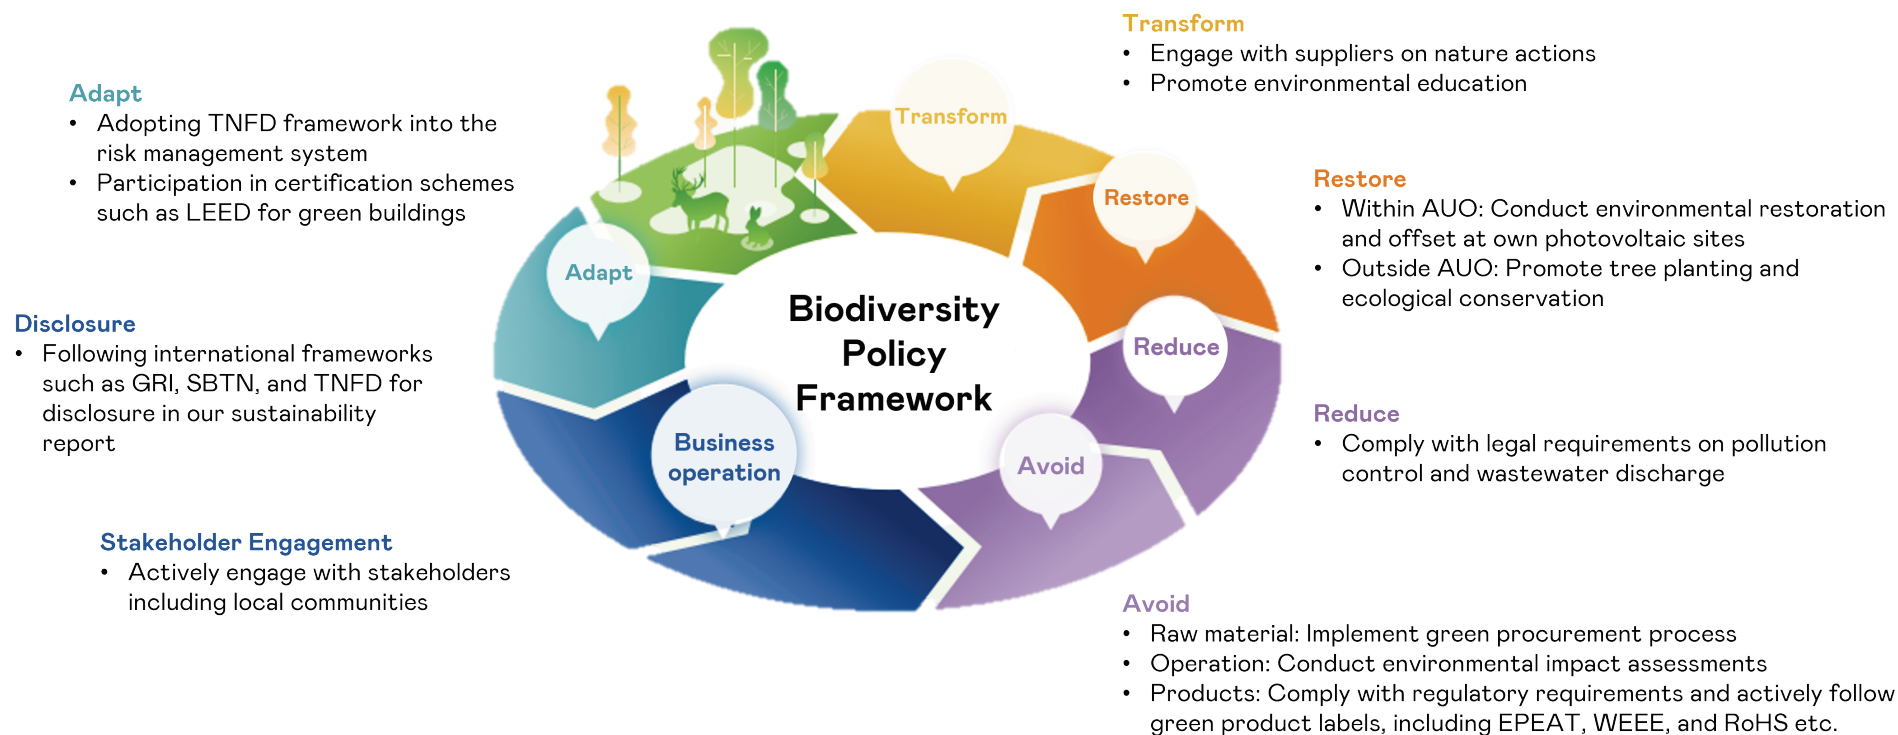 Transform
• Engage with suppliers on nature actions
• Promote environmental education
Adapt
• Adopting TNFD framework into the
risk management system
• Participation in certification schemes
such as LEED for green buildings
Transform
Restore
Restore
• Within AUO: Conduct environmental restoration
and offset at own photovoltaic sites
• Outside AUO: Promote tree planting and
ecological conservation
Adapt
Disclosure
• Following international frameworks
such as GRI, SBTN, and TNFD for
disclosure in our sustainability
report
Biodiversity
Policy
Framework
Reduce
Reduce
• Comply with legal requirements on pollution
control and wastewater discharge
Business
operation
Avoid
Stakeholder Engagement
• Actively engage with stakeholders
including local communities
Avoid
• Raw material: Implement green procurement process
• Operation: Conduct environmental impact assessments
• Products: Comply with regulatory requirements and actively follow
green product labels, including EPEAT, WEEE, and RoHS etc.